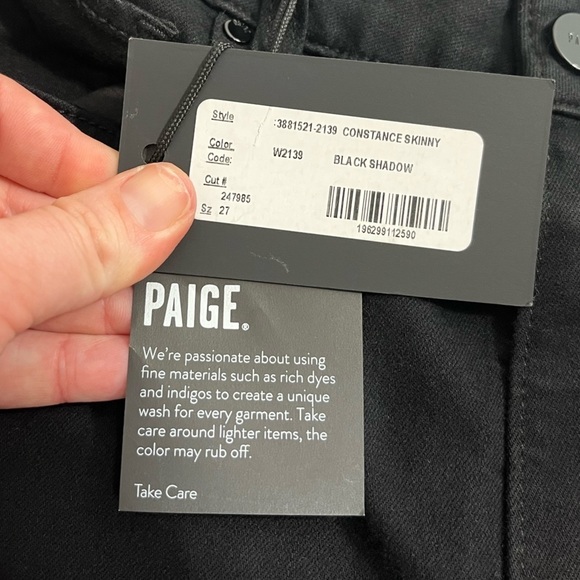 Style :3881521-2139 CONSTANCE SKINNY
Color
Code: W2139 BLACK SHADOW
Cut #
247985
Sz 27
196299112590
PAIGE®
We're passionate about using
fine materials such as rich dyes
and indigos to create a unique
wash for every garment. Take
care around lighter items, the
color may rub off.
Take Care